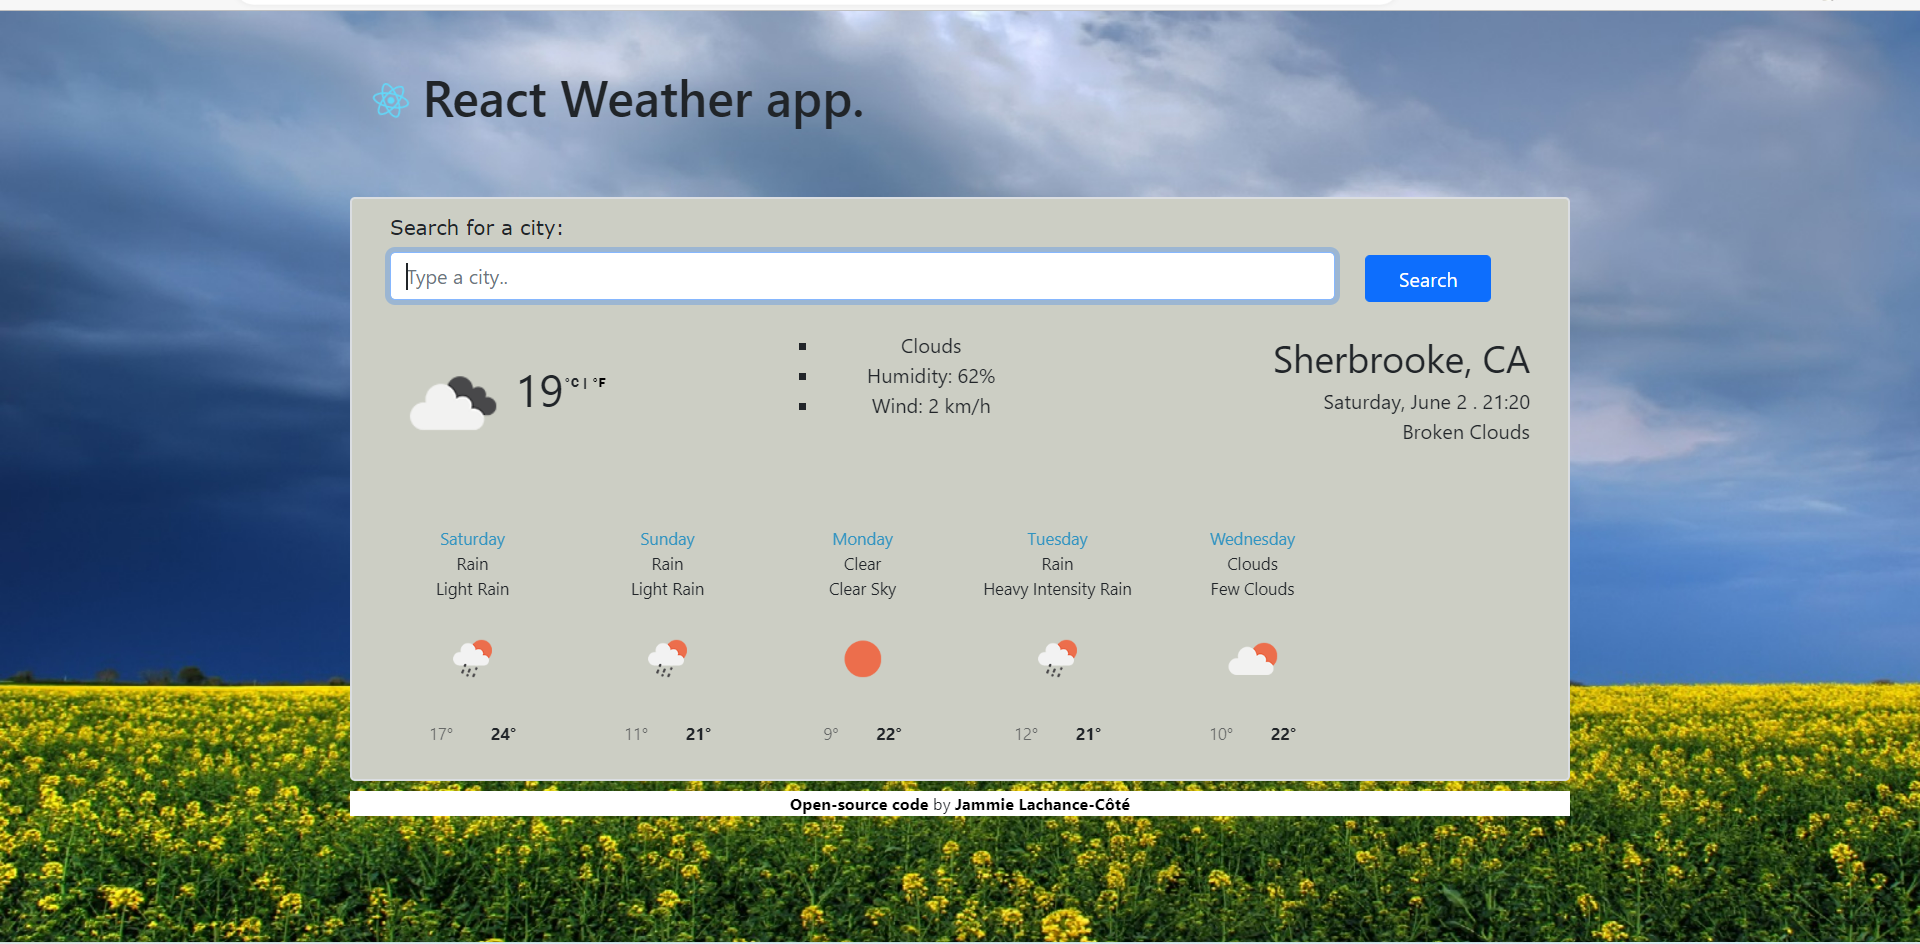 React Weather app.
Search for a city:
Type a city..
Search
19 °C | °F
Clouds
Humidity: 62%
Wind: 2 km/h
Sherbrooke, CA
Saturday, June 2 . 21:20
Broken Clouds
Saturday
Rain
Light Rain
17° 24°
Sunday
Rain
Light Rain
11° 21°
Monday
Clear
Clear Sky
9° 22°
Tuesday
Rain
Heavy Intensity Rain
12° 21°
Wednesday
Clouds
Few Clouds
10° 22°
Open-source code by Jammie Lachance-Côté